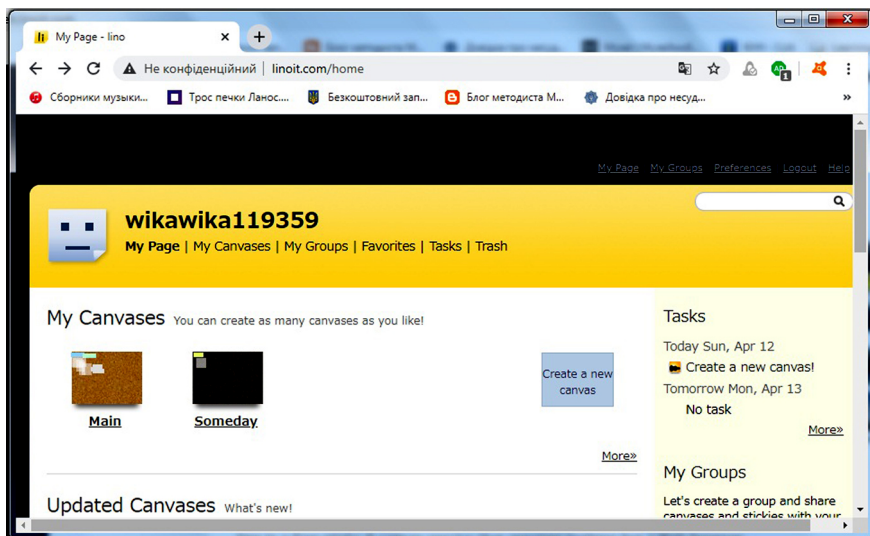 My Page - lino
Не конфіденційний | linoit.com/home
Сборники музыки... Трос печки Ланос.... Безкоштовний зап... Блог методиста М... Довідка про несуд... »
My Page My Groups Preferences Logout Help
wikawika119359
My Page | My Canvases | My Groups | Favorites | Tasks | Trash
My Canvases You can create as many canvases as you like!
Main
Someday
Create a new
canvas
More»
Updated Canvases What's new!
Tasks
Today Sun, Apr 12
Create a new canvas!
Tomorrow Mon, Apr 13
No task
More»
My Groups
Let's create a group and share
canvases and stickies with your